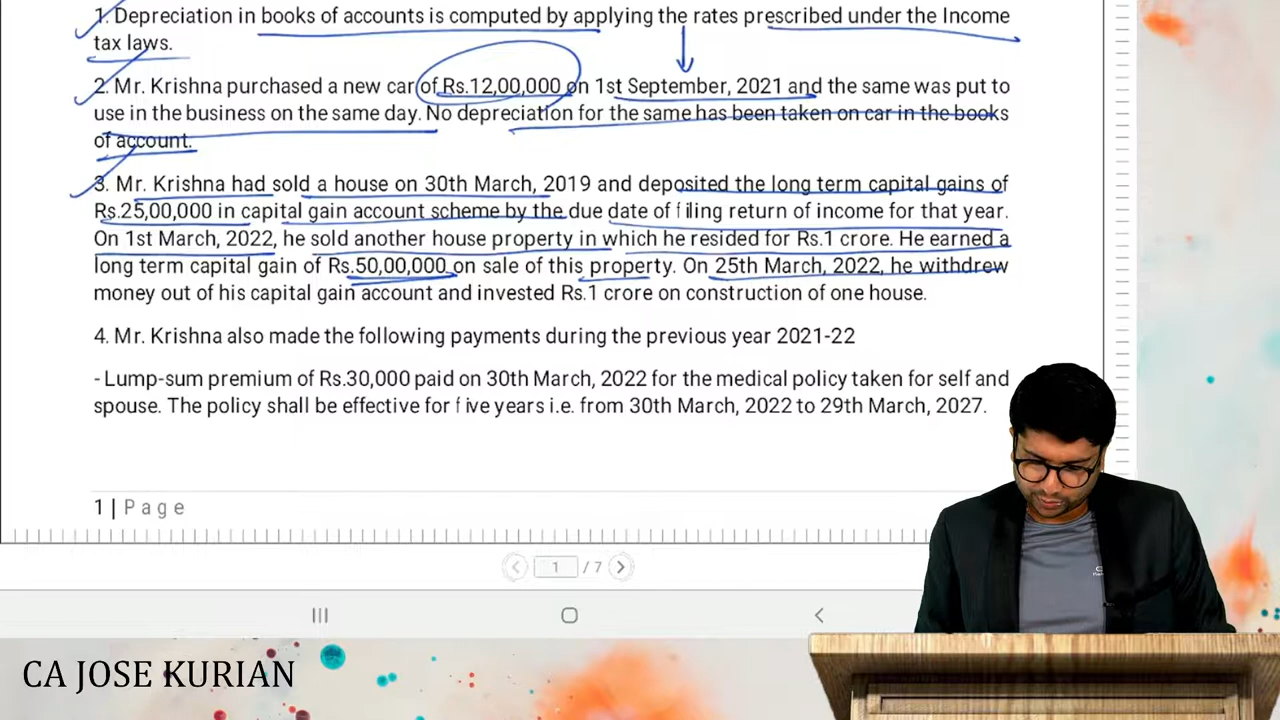 1. Depreciation in books of accounts is computed by applying the rates prescribed under the Income
tax laws.
2. Mr. Krishna purchased a new car of Rs.12,00,000 on 1st September, 2021 and the same was put to
use in the business on the same day. No depreciation for the same has been taken on car in the books
of account.
3. Mr. Krishna had sold a house on 30th March, 2019 and deposited the long term capital gains of
Rs.25,00,000 in capital gain account scheme by the due date of filing return of income for that year.
On 1st March, 2022, he sold another house property in which he resided for Rs.1 crore. He earned a
long term capital gain of Rs.50,00,000 on sale of this property. On 25th March, 2022, he withdrew
money out of his capital gain account and invested Rs.1 crore on construction of one house.
4. Mr. Krishna also made the following payments during the previous year 2021-22
- Lump-sum premium of Rs.30,000 paid on 30th March, 2022 for the medical policy taken for self and
spouse. The policy shall be effective for five years i.e. from 30th March, 2022 to 29th March, 2027.
1 | Page
1 / 7
CA JOSE KURIAN